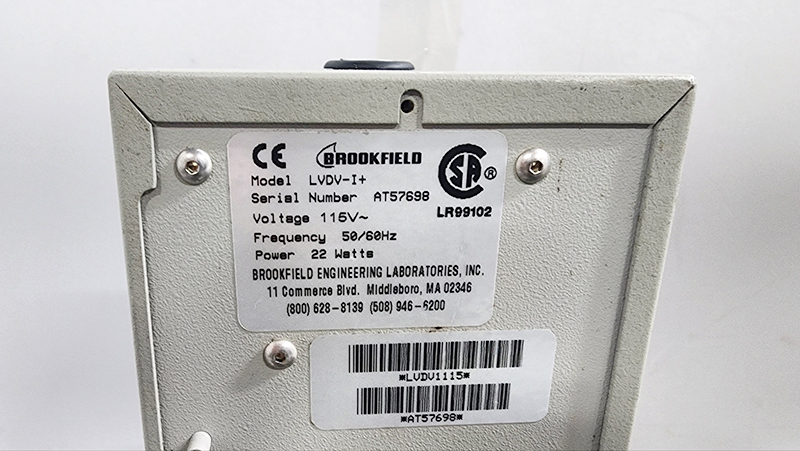 CE BROOKFIELD
Model LVDV-I+
Serial Number AT57698
Voltage 115V~
Frequency 50/60Hz
Power 22 Watts
BROOKFIELD ENGINEERING LABORATORIES, INC.
11 Commerce Blvd. Middleboro, MA 02346
(800) 628-8139 (508) 946-6200
SA ®
LR99102
*LVDV1115*
*AT57698*